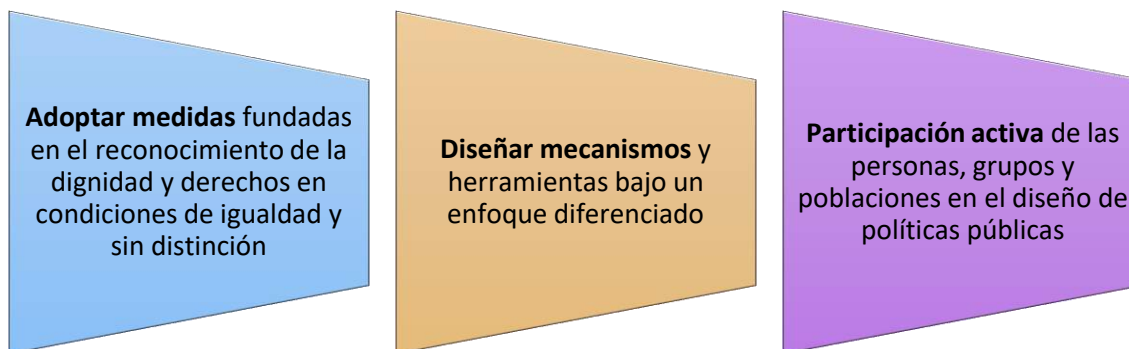 Adoptar medidas fundadas
en el reconocimiento de la
dignidad y derechos en
condiciones de igualdad y
sin distinción
Diseñar mecanismos y
herramientas bajo un
enfoque diferenciado
Participación activa de las
personas, grupos y
poblaciones en el diseño de
políticas públicas